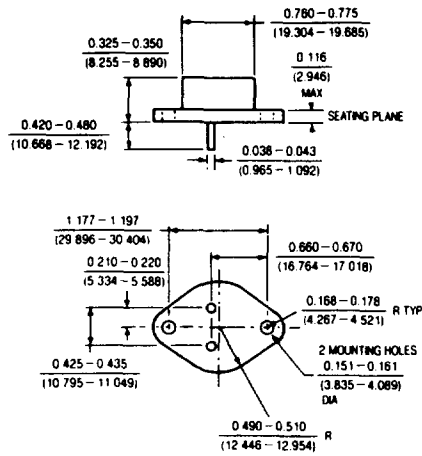 0.760 – 0.775
(19.304 - 19.685)
0.325 – 0.350
(8.255 - 8.890)
0.116
(2.946)
MAX
SEATING PLANE
0.420 – 0.480
(10.668 – 12.192)
0.038 – 0.043
(0.965 – 1.092)
1.177 – 1.197
(29.896 – 30.404)
0.660 – 0.670
(16.764 – 17.018)
0.210 – 0.220
(5.334 – 5.588)
0.168 – 0.178
(4.267 – 4.521)
R TYP
2 MOUNTING HOLES
0.151 – 0.161
(3.835 – 4.089)
DIA
0.425 – 0.435
(10.795 – 11.049)
0.490 – 0.510
(12.446 – 12.954)
R